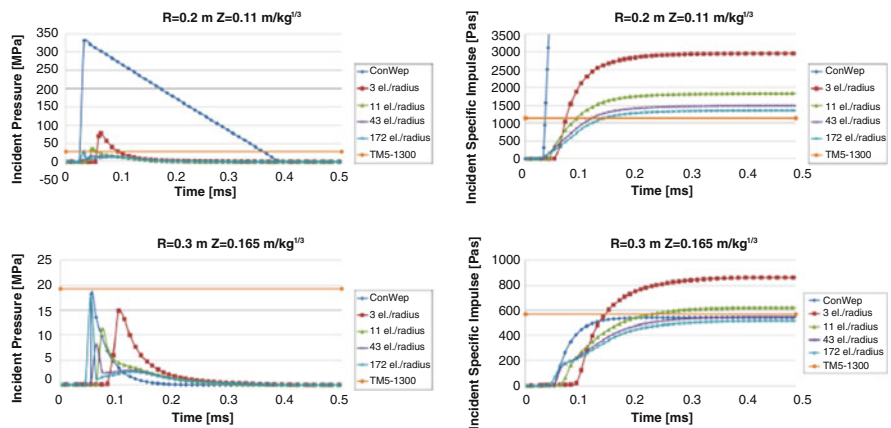 R=0.2 m Z=0.11 m/kg1/3
Incident Pressure [MPa]
350
300
250
200
150
100
50
0
-50
0
0.1
0.2
0.3
0.4
0.5
Time [ms]
ConWep
3 el./radius
11 el./radius
43 el./radius
172 el./radius
TM5-1300
R=0.2 m Z=0.11 m/kg1/3
Incident Specific Impulse [Pas]
3500
3000
2500
2000
1500
1000
500
0
0
0.1
0.2
0.3
0.4
0.5
Time [ms]
ConWep
3 el./radius
11 el./radius
43 el./radius
172 el./radius
TM5-1300
R=0.3 m Z=0.165 m/kg1/3
Incident Pressure [MPa]
25
20
15
10
5
0
0
0.1
0.2
0.3
0.4
0.5
Time [ms]
ConWep
3 el./radius
11 el./radius
43 el./radius
172 el./radius
TM5-1300
R=0.3 m Z=0.165 m/kg1/3
Incident Specific Impulse [Pas]
1000
800
600
400
200
0
0
0.1
0.2
0.3
0.4
0.5
Time [ms]
ConWep
3 el./radius
11 el./radius
43 el./radius
172 el./radius
TM5-1300